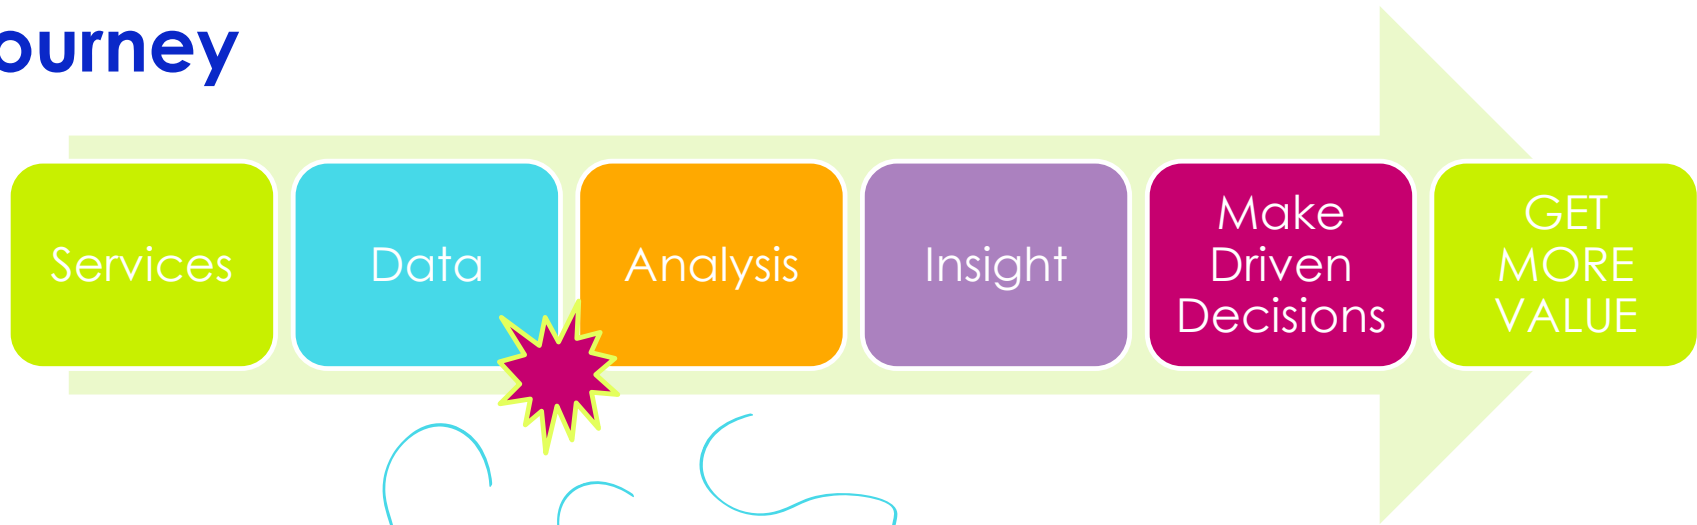 ourney
Services
Data
Analysis
Insight
Make
Driven
Decisions
GET
MORE
VALUE